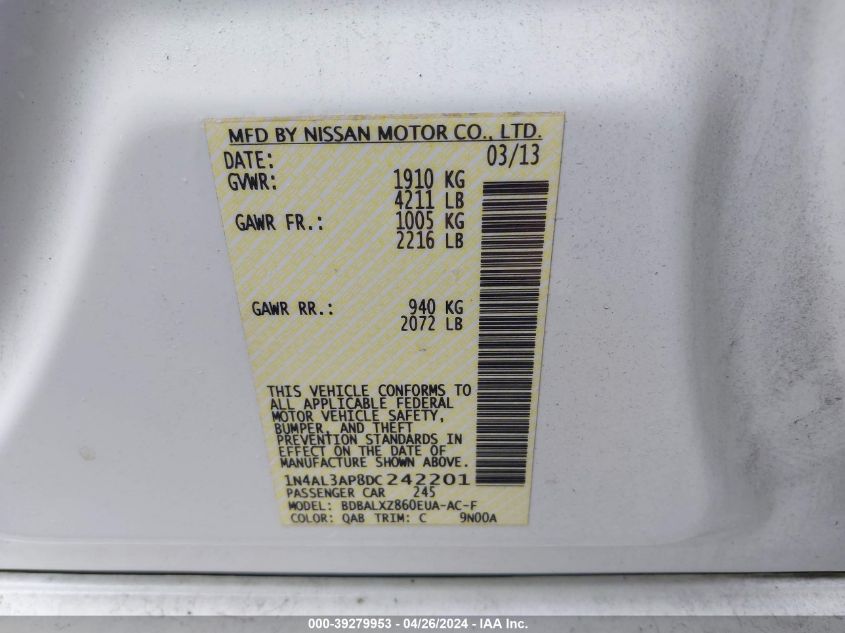 MFD BY NISSAN MOTOR CO., LTD.
DATE: 03/13
GVWR: 1910 KG
4211 LB
GAWR FR.: 1005 KG
2216 LB
GAWR RR.: 940 KG
2072 LB
THIS VEHICLE CONFORMS TO
ALL APPLICABLE FEDERAL
MOTOR VEHICLE SAFETY,
BUMPER, AND THEFT
PREVENTION STANDARDS IN
EFFECT ON THE DATE OF
MANUFACTURE SHOWN ABOVE.
1N4AL3AP8DC242201
PASSENGER CAR 245
MODEL: BDBALXZ860EUA-AC-F
COLOR: QAB TRIM: C 9N00A
000-39279953 - 04/26/2024 - IAA Inc.